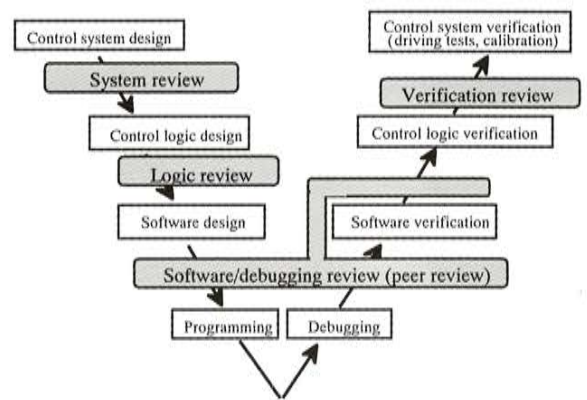 Control system design
Control system verification
(driving tests, calibration)
System review
Verification review
Control logic design
Control logic verification
Logic review
Software design
Software verification
Software/debugging review (peer review)
Programming
Debugging